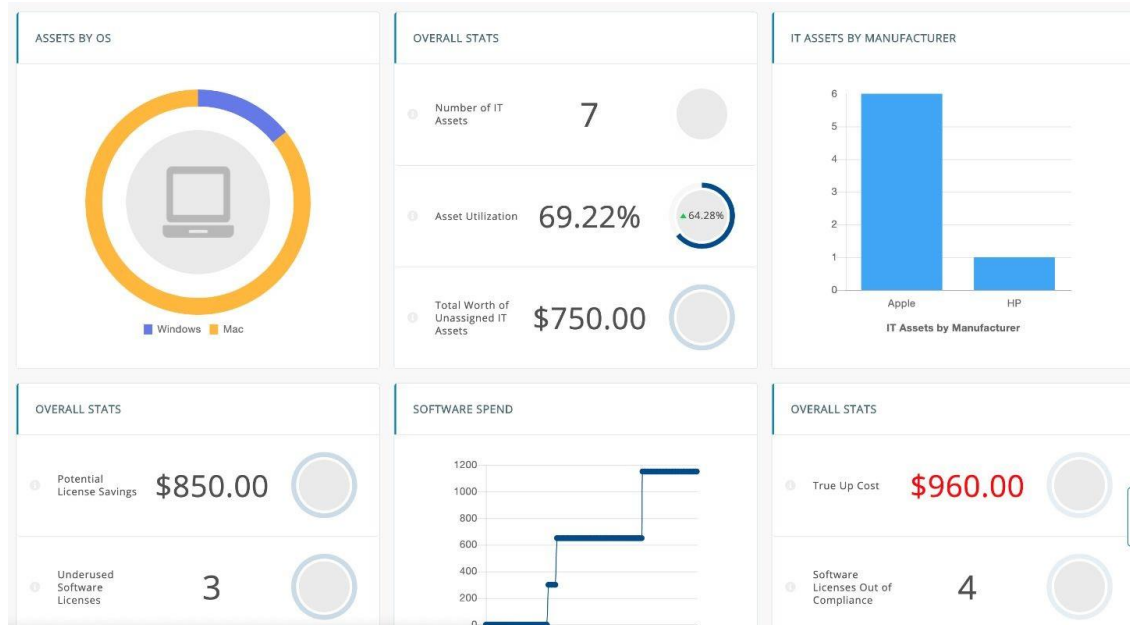 ASSETS BY OS
Windows Mac
OVERALL STATS
Number of IT
Assets
7
Asset Utilization
69.22%
64.28%
Total Worth of
Unassigned IT
Assets
$750.00
IT ASSETS BY MANUFACTURER
6
5
4
3
2
1
0
Apple HP
IT Assets by Manufacturer
OVERALL STATS
Potential
License Savings
$850.00
Underused
Software
Licenses
3
SOFTWARE SPEND
1200
1000
800
600
400
200
0
OVERALL STATS
True Up Cost
$960.00
Software
Licenses Out of
Compliance
4